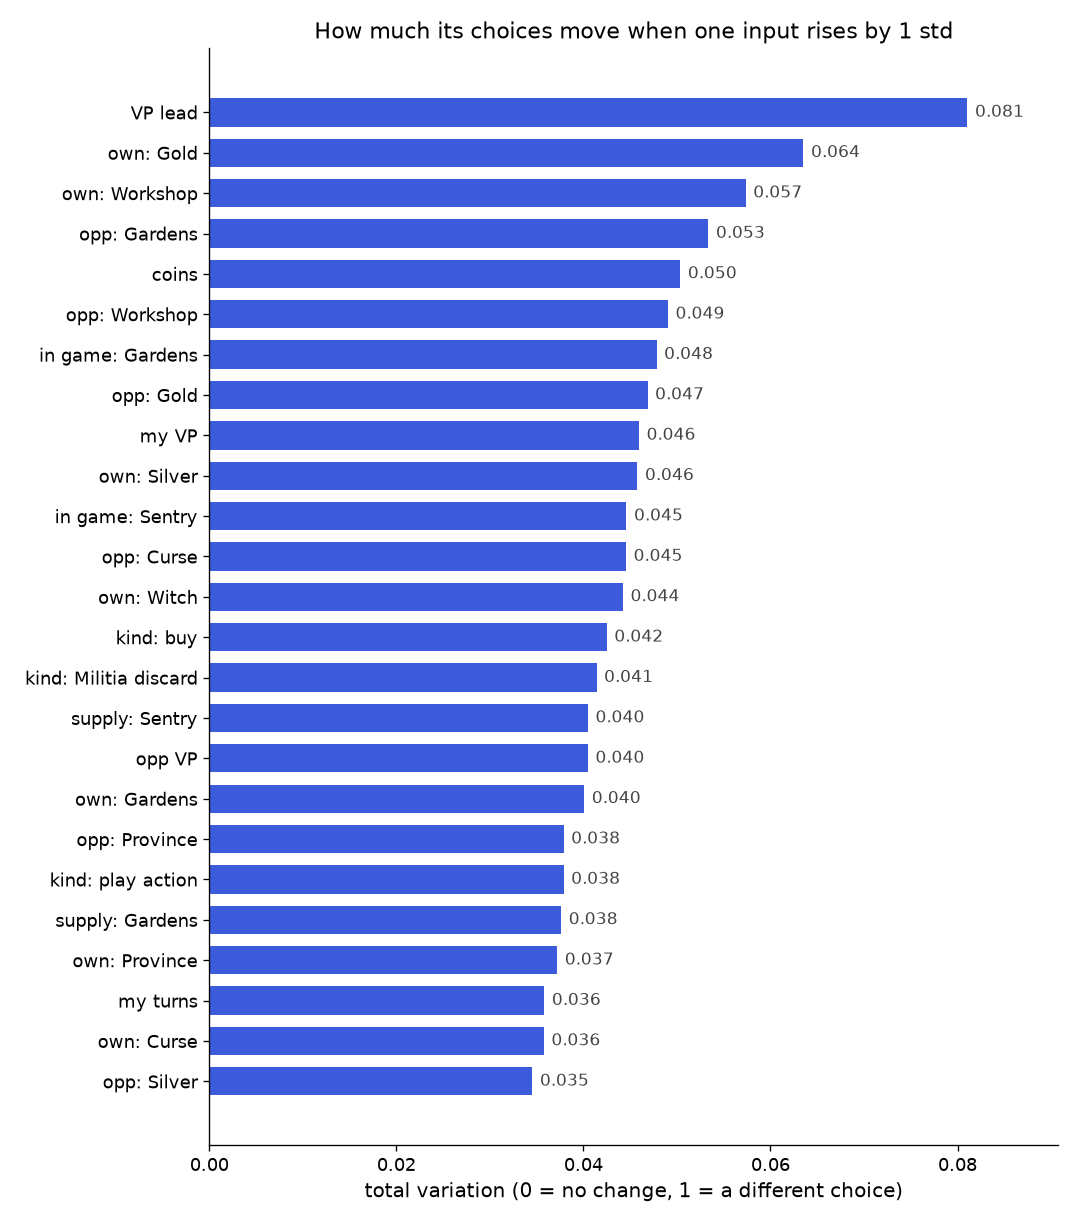 How much its choices move when one input rises by 1 std
VP lead 0.081
own: Gold 0.064
own: Workshop 0.057
opp: Gardens 0.053
coins 0.050
opp: Workshop 0.049
in game: Gardens 0.048
opp: Gold 0.047
my VP 0.046
own: Silver 0.046
in game: Sentry 0.045
opp: Curse 0.045
own: Witch 0.044
kind: buy 0.042
kind: Militia discard 0.041
supply: Sentry 0.040
opp VP 0.040
own: Gardens 0.040
opp: Province 0.038
kind: play action 0.038
supply: Gardens 0.038
own: Province 0.037
my turns 0.036
own: Curse 0.036
opp: Silver 0.035
0.00 0.02 0.04 0.06 0.08
total variation (0 = no change, 1 = a different choice)